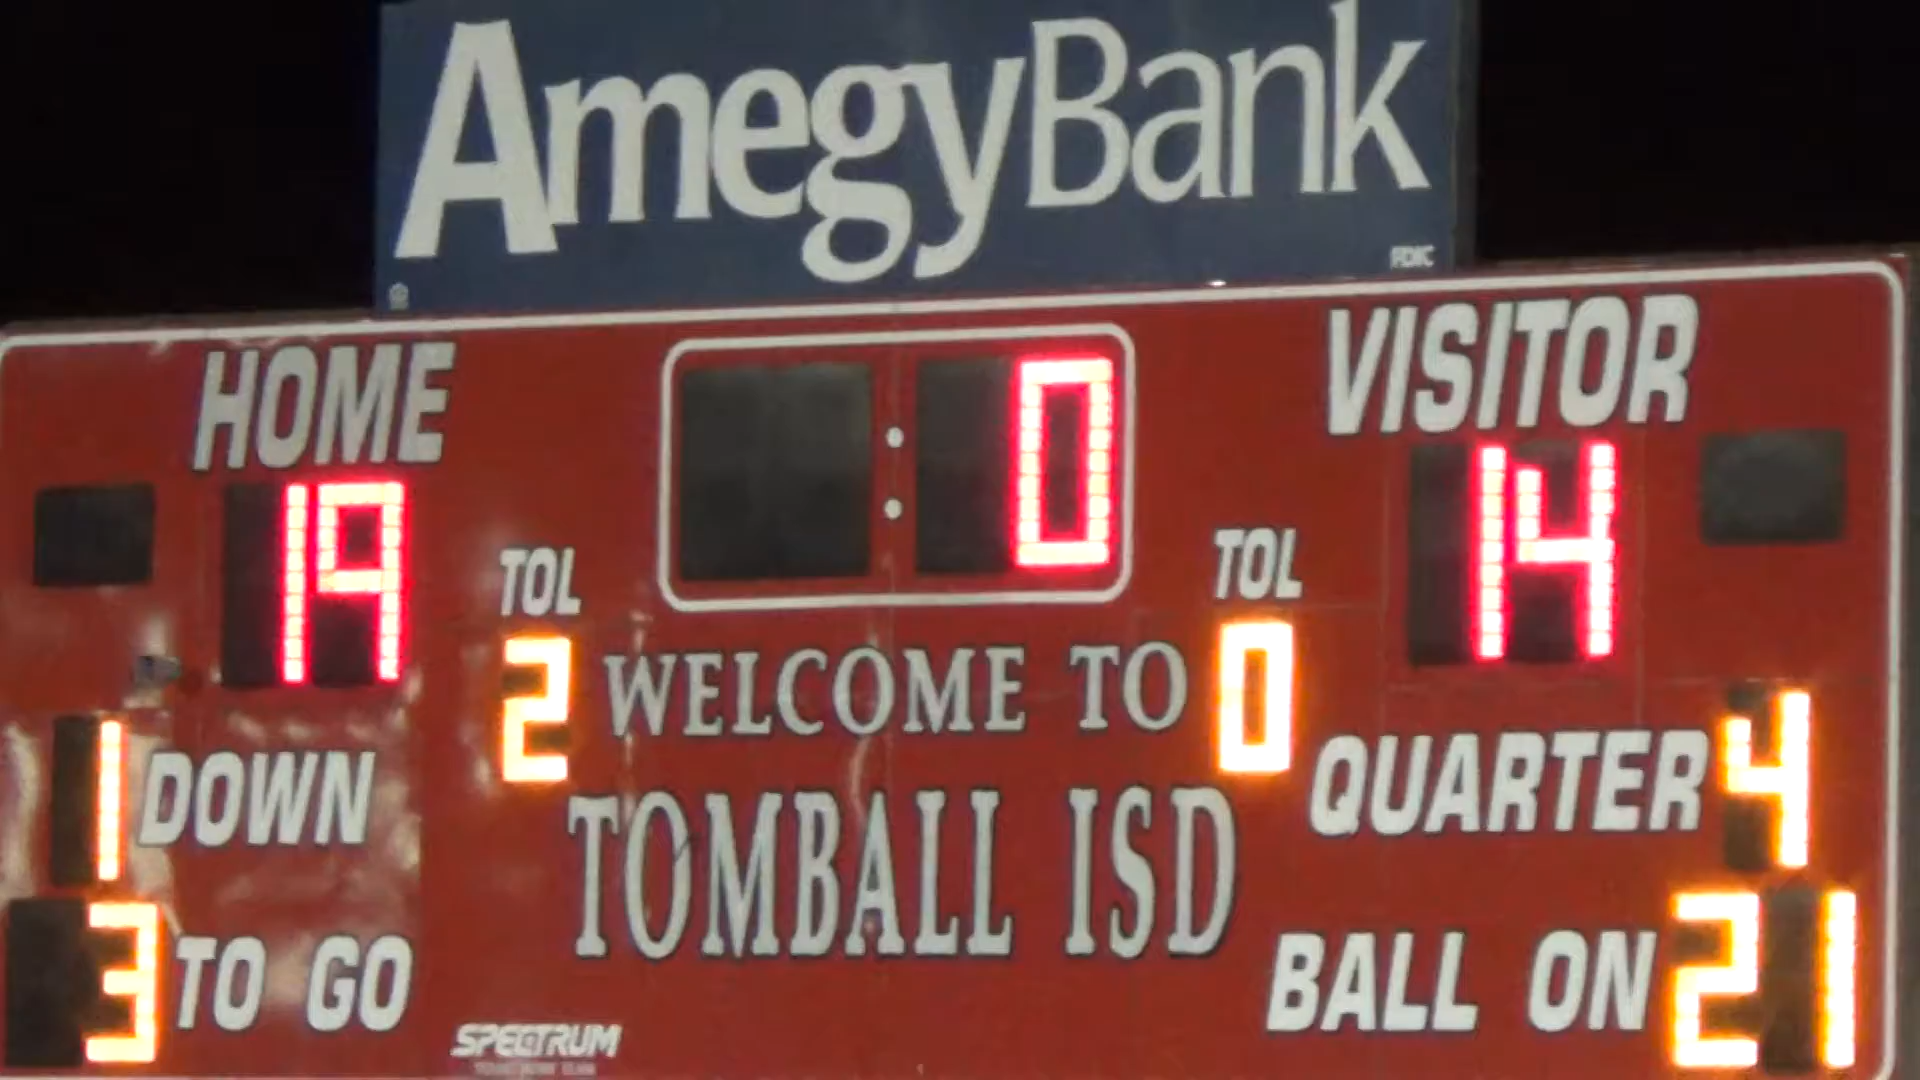 AmegyBank
FDIC
HOME
VISITOR
: 0
19
14
TOL
TOL
2
0
WELCOME TO
1 DOWN
QUARTER 4
TOMBALL ISD
3 TO GO
BALL ON 21
SPECTRUM